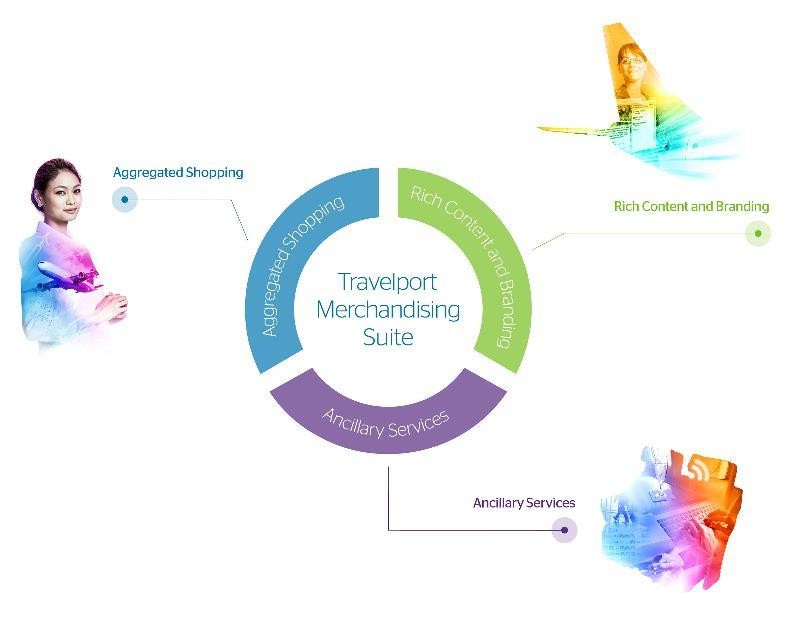 Aggregated Shopping
Rich Content and Branding
Aggregated Shopping
Rich Content and Branding
Travelport
Merchandising
Suite
Ancillary Services
Ancillary Services